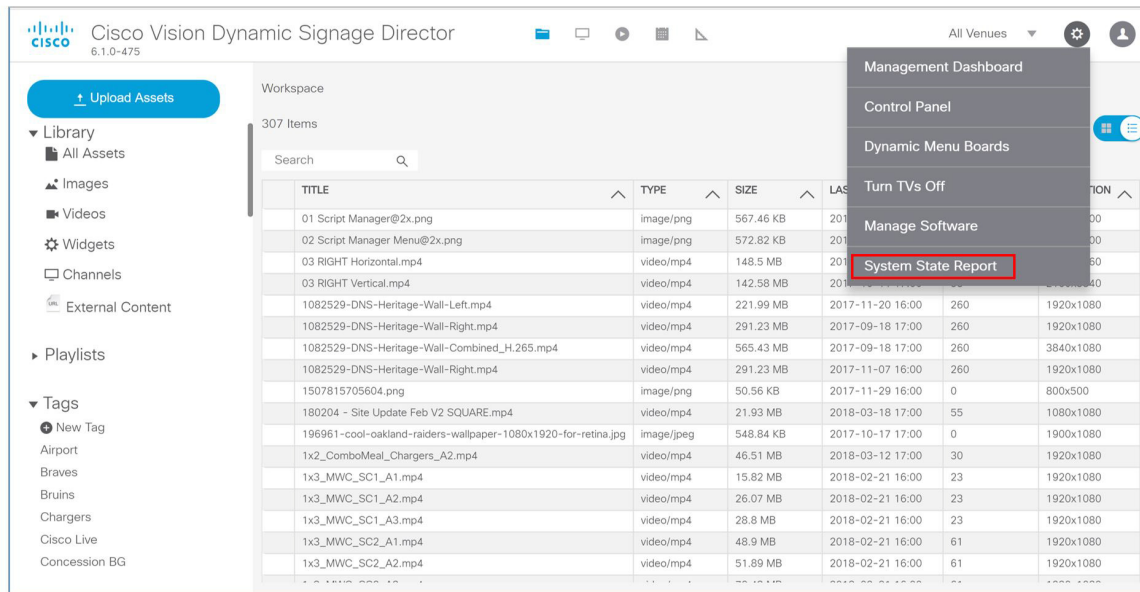 CISCO
Cisco Vision Dynamic Signage Director
6.1.0-475
All Venues
Management Dashboard
Control Panel
Dynamic Menu Boards
Turn TVs Off
Manage Software
System State Report
Upload Assets
Library
All Assets
Images
Videos
Widgets
Channels
URL
External Content
Playlists
Tags
New Tag
Airport
Braves
Bruins
Chargers
Cisco Live
Concession BG
Workspace
307 Items
Search
TITLE TYPE SIZE LAS ION
01 Script Manager@2x.png image/png 567.46 KB 201 00
02 Script Manager Menu@2x.png image/png 572.82 KB 201 00
03 RIGHT Horizontal.mp4 video/mp4 148.5 MB 201 60
03 RIGHT Vertical.mp4 video/mp4 142.58 MB
1082529-DNS-Heritage-Wall-Left.mp4 video/mp4 221.99 MB 2017-11-20 16:00 260 1920x1080
1082529-DNS-Heritage-Wall-Right.mp4 video/mp4 291.23 MB 2017-09-18 17:00 260 1920x1080
1082529-DNS-Heritage-Wall-Combined_H.265.mp4 video/mp4 565.43 MB 2017-09-18 17:00 260 3840x1080
1082529-DNS-Heritage-Wall-Right.mp4 video/mp4 291.23 MB 2017-11-07 16:00 260 1920x1080
1507815705604.png image/png 50.56 KB 2017-11-29 16:00 0 800x500
180204 - Site Update Feb V2 SQUARE.mp4 video/mp4 21.93 MB 2018-03-18 17:00 55 1080x1080
196961-cool-oakland-raiders-wallpaper-1080x1920-for-retina.jpg image/jpeg 548.84 KB 2017-10-17 17:00 0 1900x1080
1x2_ComboMeal_Chargers_A2.mp4 video/mp4 46.51 MB 2018-03-12 17:00 30 1920x1080
1x3_MWC_SC1_A1.mp4 video/mp4 15.82 MB 2018-02-21 16:00 23 1920x1080
1x3_MWC_SC1_A2.mp4 video/mp4 26.07 MB 2018-02-21 16:00 23 1920x1080
1x3_MWC_SC1_A3.mp4 video/mp4 28.8 MB 2018-02-21 16:00 23 1920x1080
1x3_MWC_SC2_A1.mp4 video/mp4 48.9 MB 2018-02-21 16:00 61 1920x1080
1x3_MWC_SC2_A2.mp4 video/mp4 51.89 MB 2018-02-21 16:00 61 1920x1080